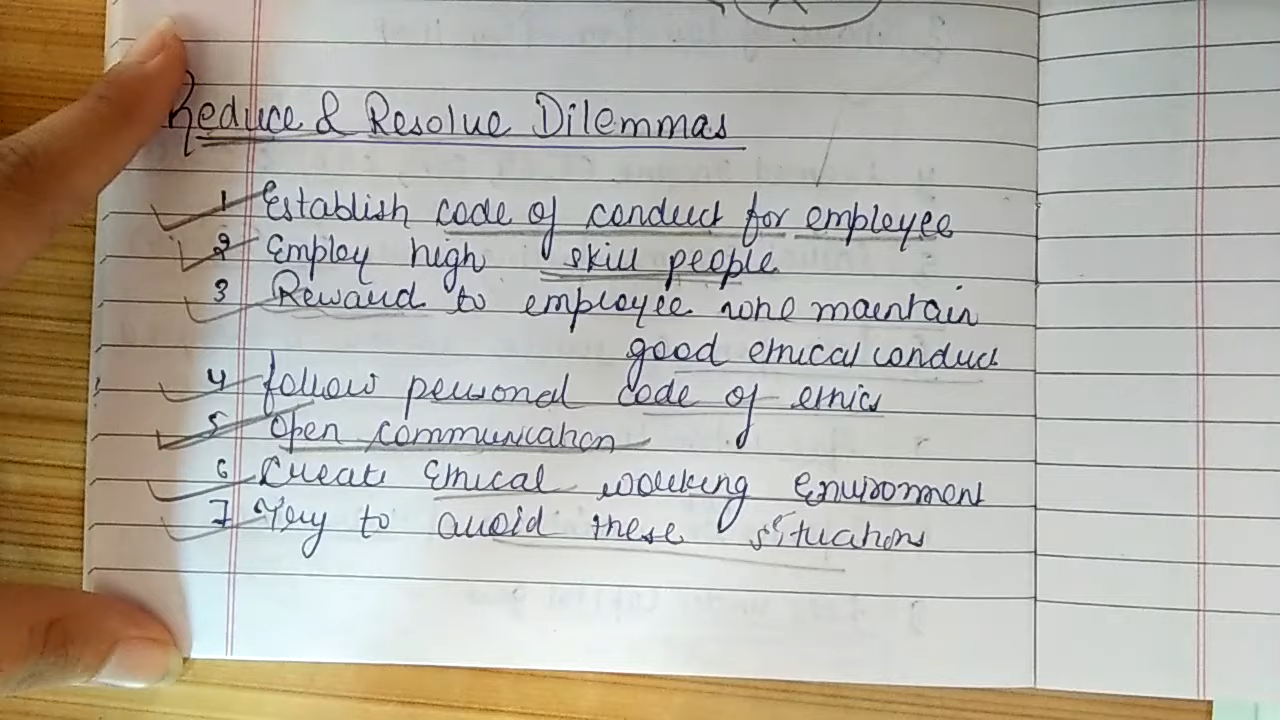 Reduce & Resolve Dilemmas
1 Establish code of conduct for employee
2 Employ high skill people
3 Reward to employee who maintain
good ethical conduct
4 follow personal code of ethics
5 Open communication
6 Create Ethical working Environment
7 Try to avoid these situations